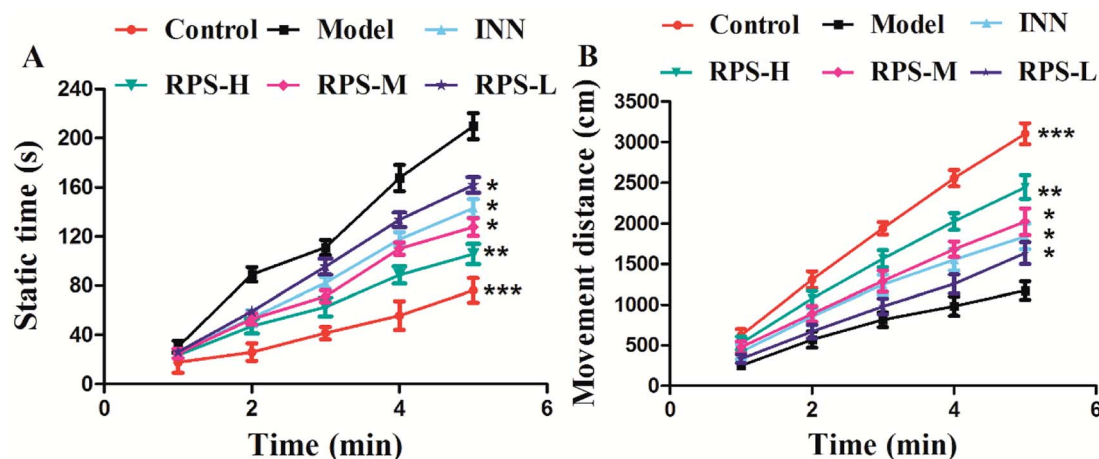 Control Model INN
A
RPS-H RPS-M RPS-L
240
200
160
120
80
40
0
Static time (s)
0 2 4 6
Time (min)
*
*
*
**
***
Control Model INN
B
RPS-H RPS-M RPS-L
3500
3000
2500
2000
1500
1000
500
0
Movement distance (cm)
0 2 4 6
Time (min)
***
**
*
*
*